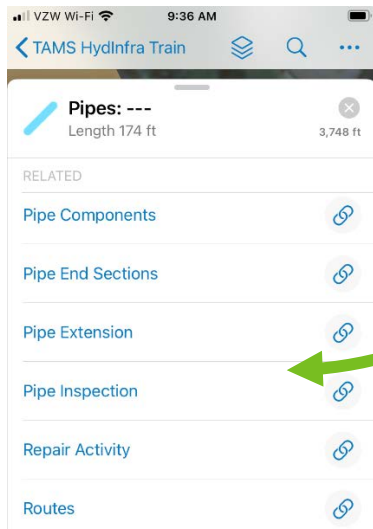 VZW Wi-Fi 9:36 AM
TAMS HydInfra Train
Pipes: ---
Length 174 ft
3,748 ft
RELATED
Pipe Components
Pipe End Sections
Pipe Extension
Pipe Inspection
Repair Activity
Routes